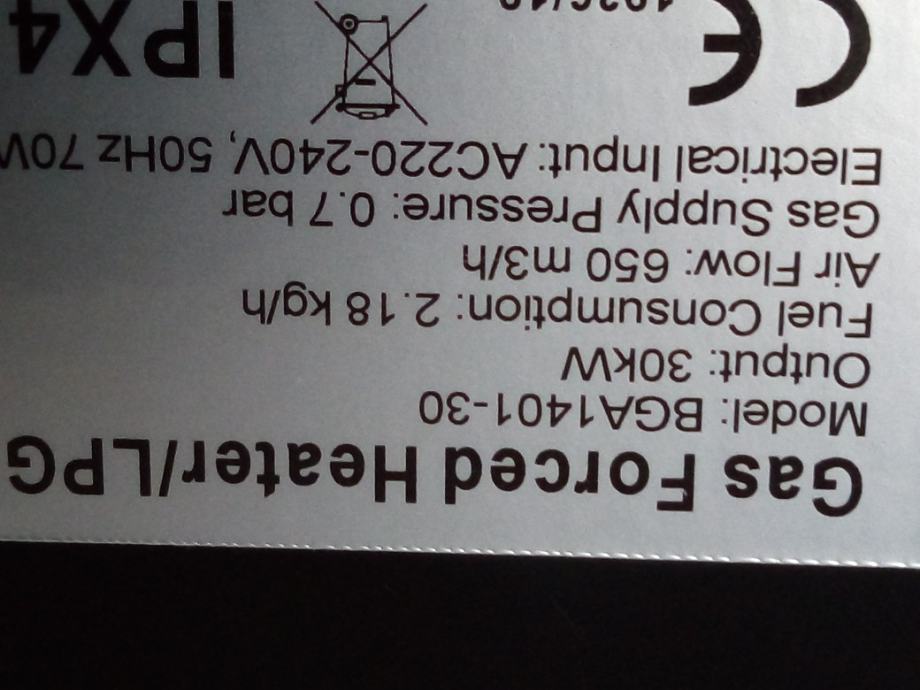 Gas Forced Heater/LPG
Model: BGA1401-30
Output: 30kW
Fuel Consumption: 2.18 kg/h
Air Flow: 650 m3/h
Gas Supply Pressure: 0.7 bar
Electrical Input: AC220-240V, 50Hz 70W
CE IPX4